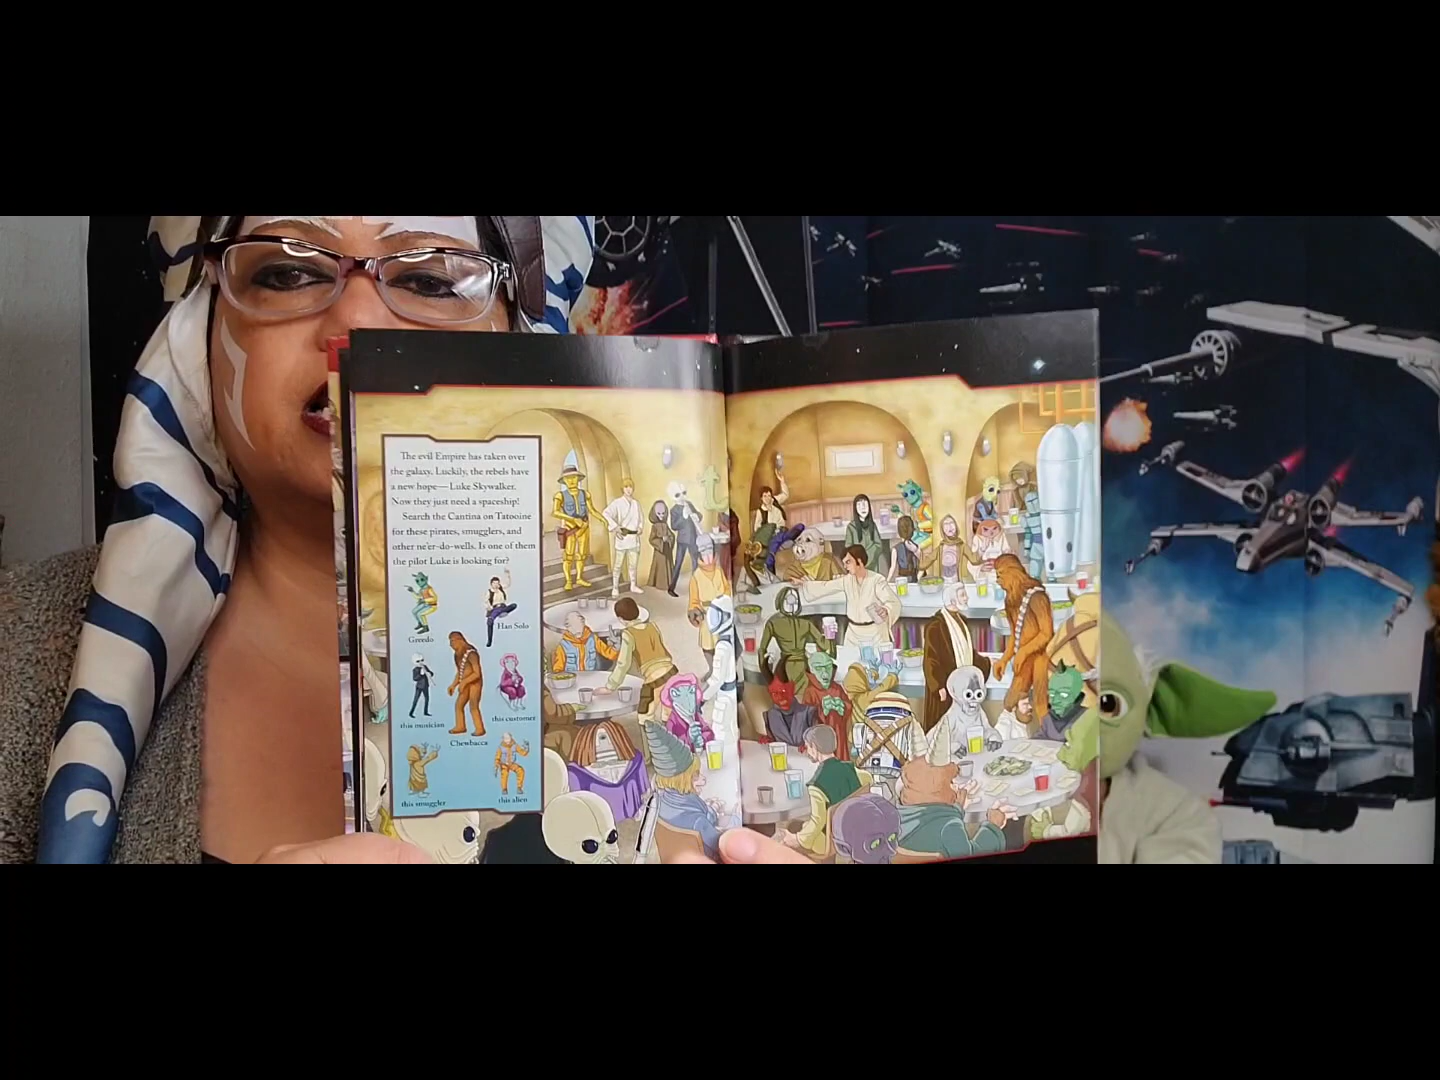 The evil Empire has taken over
the galaxy. Luckily, the rebels have
a new hope—Luke Skywalker.
Now they just need a spaceship!
Search the Cantina on Tatooine
for these pirates, smugglers, and
other ne'er-do-wells. Is one of them
the pilot Luke is looking for?
Greedo
Han Solo
this musician
Chewbacca
this customer
this smuggler
this alien